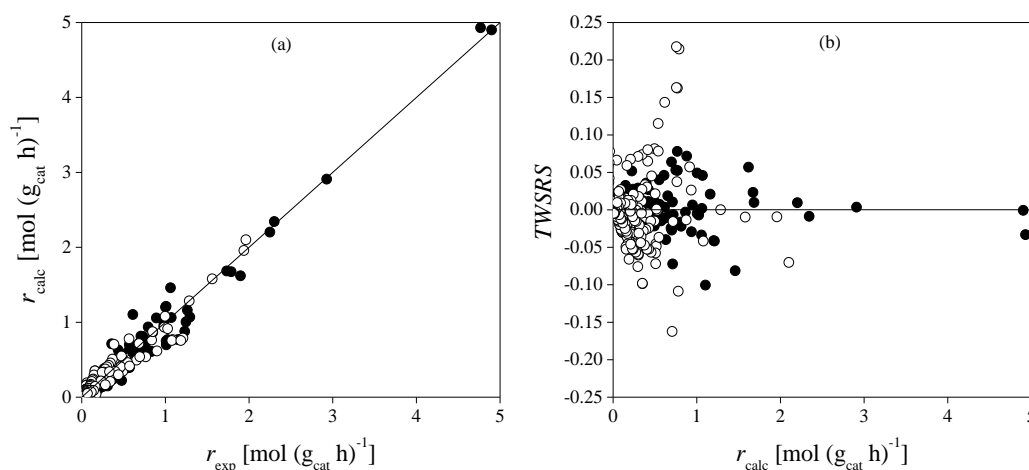 (a)
5
4
3
2
1
0
0 1 2 3 4 5
r_calc [mol (g_cat h)^-1]
r_exp [mol (g_cat h)^-1]
(b)
0.25
0.20
0.15
0.10
0.05
0.00
-0.05
-0.10
-0.15
-0.20
-0.25
0 1 2 3 4 5
TWSRS
r_calc [mol (g_cat h)^-1]